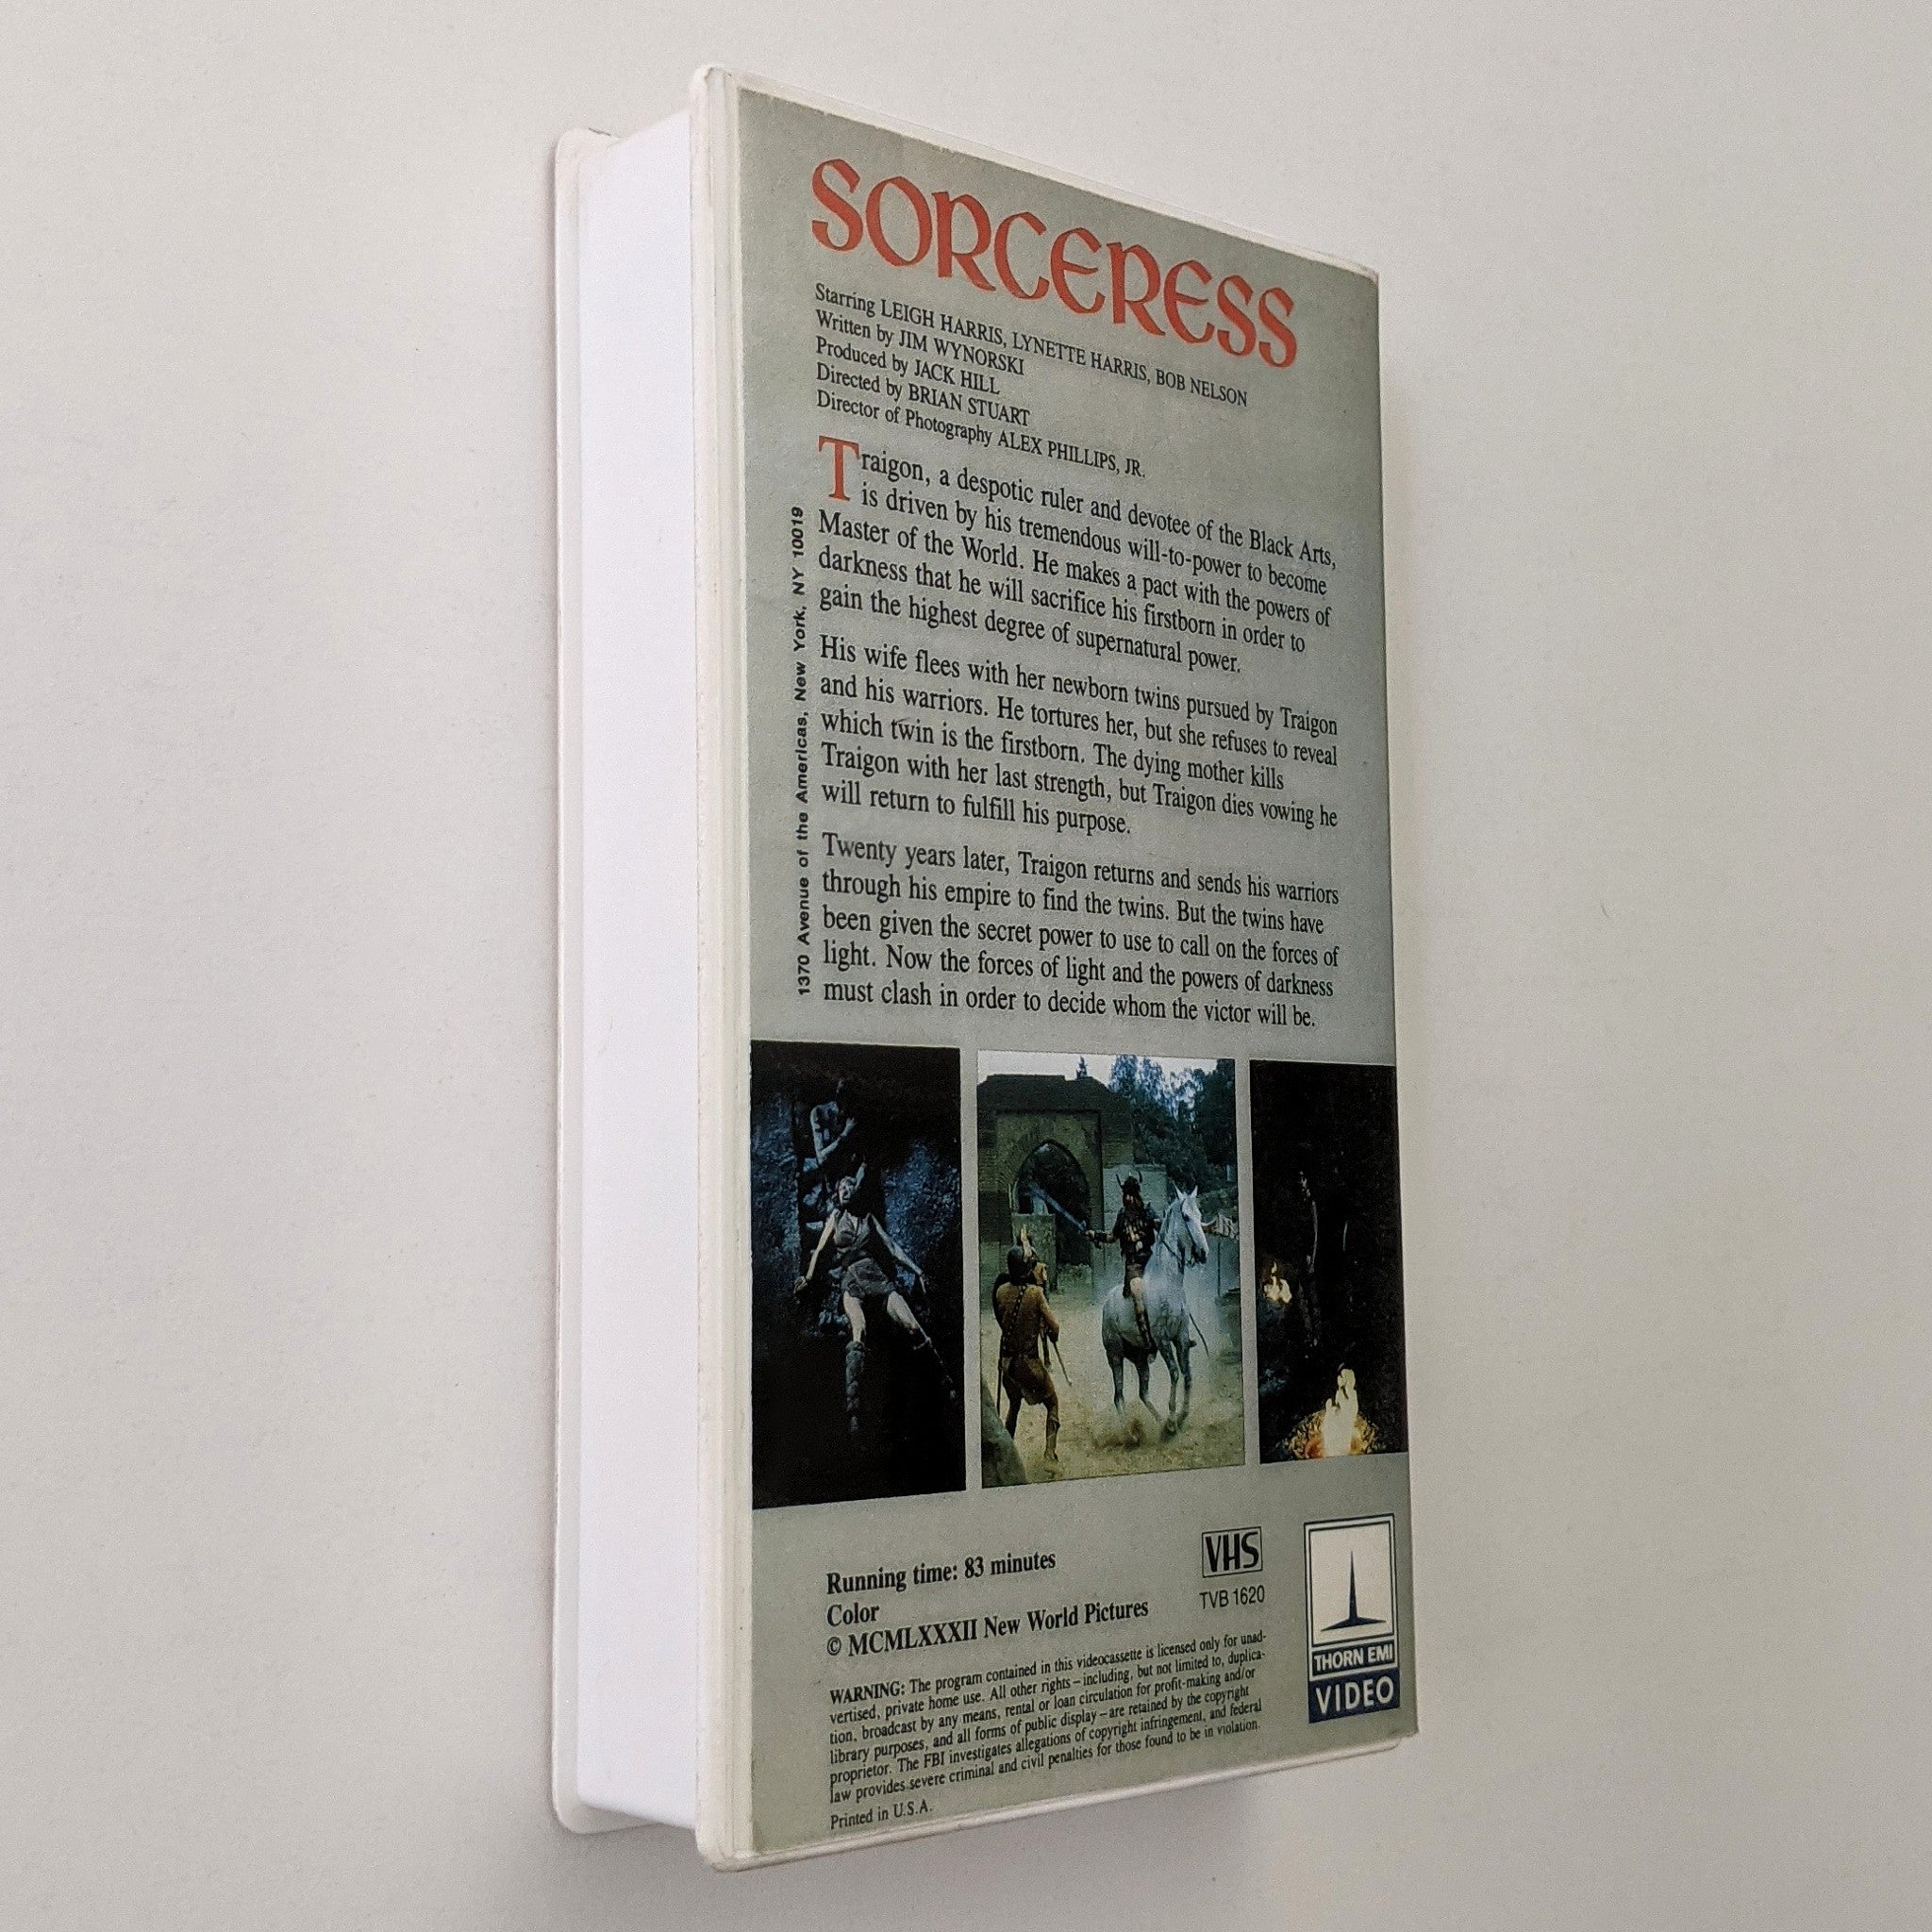 SORCERESS
Starring LEIGH HARRIS, LYNETTE HARRIS, BOB NELSON
Written by JIM WYNORSKI
Produced by JACK HILL
Directed by BRIAN STUART
Director of Photography ALEX PHILLIPS, JR.
Traigon, a despotic ruler and devotee of the Black Arts,
is driven by his tremendous will-to-power to become
Master of the World. He makes a pact with the powers of
darkness that he will sacrifice his firstborn in order to
gain the highest degree of supernatural power.
His wife flees with her newborn twins pursued by Traigon
and his warriors. He tortures her, but she refuses to reveal
which twin is the firstborn. The dying mother kills
Traigon with her last strength, but Traigon dies vowing he
will return to fulfill his purpose.
Twenty years later, Traigon returns and sends his warriors
through his empire to find the twins. But the twins have
been given the secret power to use to call on the forces of
light. Now the forces of light and the powers of darkness
must clash in order to decide whom the victor will be.
1370 Avenue of the Americas, New York, NY 10019
Running time: 83 minutes
Color
© MCMLXXXII New World Pictures
VHS
TVB 1620
THORN EMI
VIDEO
WARNING: The program contained in this videocassette is licensed only for unad-
vertised, private home use. All other rights – including, but not limited to, duplica-
tion, broadcast by any means, rental or loan circulation for profit-making and/or
library purposes, and all forms of public display – are retained by the copyright
proprietor. The FBI investigates allegations of copyright infringement, and federal
law provides severe criminal and civil penalties for those found to be in violation.
Printed in U.S.A.